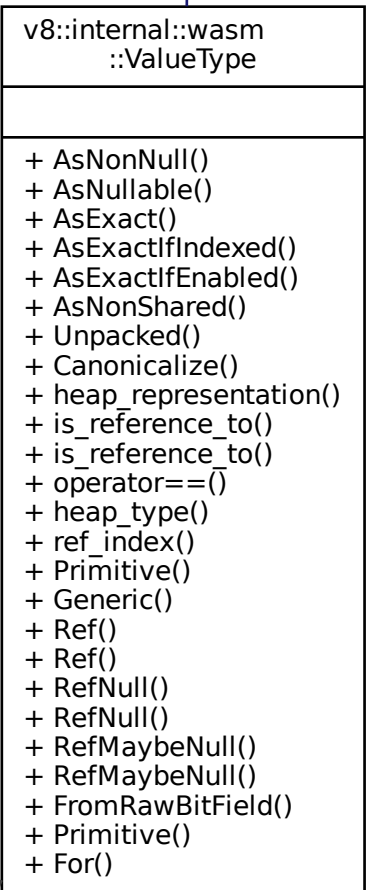 v8::internal::wasm
::ValueType
+ AsNonNull()
+ AsNullable()
+ AsExact()
+ AsExactIfIndexed()
+ AsExactIfEnabled()
+ AsNonShared()
+ Unpacked()
+ Canonicalize()
+ heap_representation()
+ is_reference_to()
+ is_reference_to()
+ operator==()
+ heap_type()
+ ref_index()
+ Primitive()
+ Generic()
+ Ref()
+ Ref()
+ RefNull()
+ RefNull()
+ RefMaybeNull()
+ RefMaybeNull()
+ FromRawBitField()
+ Primitive()
+ For()